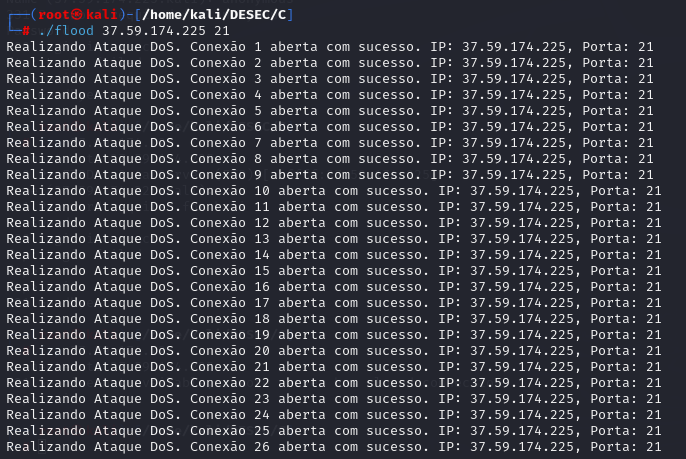 ┌──(root㉿kali)-[/home/kali/DESEC/C]
└─# ./flood 37.59.174.225 21
Realizando Ataque DoS. Conexão 1 aberta com sucesso. IP: 37.59.174.225, Porta: 21
Realizando Ataque DoS. Conexão 2 aberta com sucesso. IP: 37.59.174.225, Porta: 21
Realizando Ataque DoS. Conexão 3 aberta com sucesso. IP: 37.59.174.225, Porta: 21
Realizando Ataque DoS. Conexão 4 aberta com sucesso. IP: 37.59.174.225, Porta: 21
Realizando Ataque DoS. Conexão 5 aberta com sucesso. IP: 37.59.174.225, Porta: 21
Realizando Ataque DoS. Conexão 6 aberta com sucesso. IP: 37.59.174.225, Porta: 21
Realizando Ataque DoS. Conexão 7 aberta com sucesso. IP: 37.59.174.225, Porta: 21
Realizando Ataque DoS. Conexão 8 aberta com sucesso. IP: 37.59.174.225, Porta: 21
Realizando Ataque DoS. Conexão 9 aberta com sucesso. IP: 37.59.174.225, Porta: 21
Realizando Ataque DoS. Conexão 10 aberta com sucesso. IP: 37.59.174.225, Porta: 21
Realizando Ataque DoS. Conexão 11 aberta com sucesso. IP: 37.59.174.225, Porta: 21
Realizando Ataque DoS. Conexão 12 aberta com sucesso. IP: 37.59.174.225, Porta: 21
Realizando Ataque DoS. Conexão 13 aberta com sucesso. IP: 37.59.174.225, Porta: 21
Realizando Ataque DoS. Conexão 14 aberta com sucesso. IP: 37.59.174.225, Porta: 21
Realizando Ataque DoS. Conexão 15 aberta com sucesso. IP: 37.59.174.225, Porta: 21
Realizando Ataque DoS. Conexão 16 aberta com sucesso. IP: 37.59.174.225, Porta: 21
Realizando Ataque DoS. Conexão 17 aberta com sucesso. IP: 37.59.174.225, Porta: 21
Realizando Ataque DoS. Conexão 18 aberta com sucesso. IP: 37.59.174.225, Porta: 21
Realizando Ataque DoS. Conexão 19 aberta com sucesso. IP: 37.59.174.225, Porta: 21
Realizando Ataque DoS. Conexão 20 aberta com sucesso. IP: 37.59.174.225, Porta: 21
Realizando Ataque DoS. Conexão 21 aberta com sucesso. IP: 37.59.174.225, Porta: 21
Realizando Ataque DoS. Conexão 22 aberta com sucesso. IP: 37.59.174.225, Porta: 21
Realizando Ataque DoS. Conexão 23 aberta com sucesso. IP: 37.59.174.225, Porta: 21
Realizando Ataque DoS. Conexão 24 aberta com sucesso. IP: 37.59.174.225, Porta: 21
Realizando Ataque DoS. Conexão 25 aberta com sucesso. IP: 37.59.174.225, Porta: 21
Realizando Ataque DoS. Conexão 26 aberta com sucesso. IP: 37.59.174.225, Porta: 21